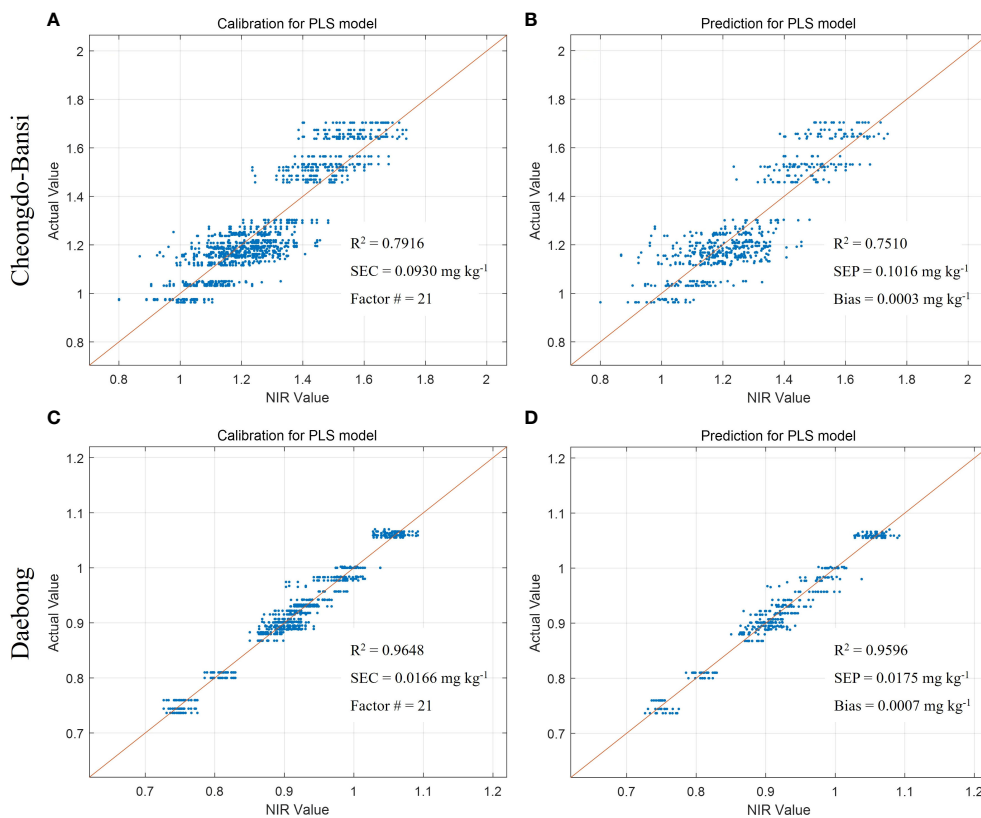 A
Calibration for PLS model
Cheongdo-Bansi
Actual Value
2
1.8
1.6
1.4
1.2
1
0.8
R² = 0.7916
SEC = 0.0930 mg kg⁻¹
Factor # = 21
0.8 1 1.2 1.4 1.6 1.8 2
NIR Value
B
Prediction for PLS model
Actual Value
2
1.8
1.6
1.4
1.2
1
0.8
R² = 0.7510
SEP = 0.1016 mg kg⁻¹
Bias = 0.0003 mg kg⁻¹
0.8 1 1.2 1.4 1.6 1.8 2
NIR Value
C
Calibration for PLS model
Daebong
Actual Value
1.2
1.1
1
0.9
0.8
0.7
R² = 0.9648
SEC = 0.0166 mg kg⁻¹
Factor # = 21
0.7 0.8 0.9 1 1.1 1.2
NIR Value
D
Prediction for PLS model
Actual Value
1.2
1.1
1
0.9
0.8
0.7
R² = 0.9596
SEP = 0.0175 mg kg⁻¹
Bias = 0.0007 mg kg⁻¹
0.7 0.8 0.9 1 1.1 1.2
NIR Value